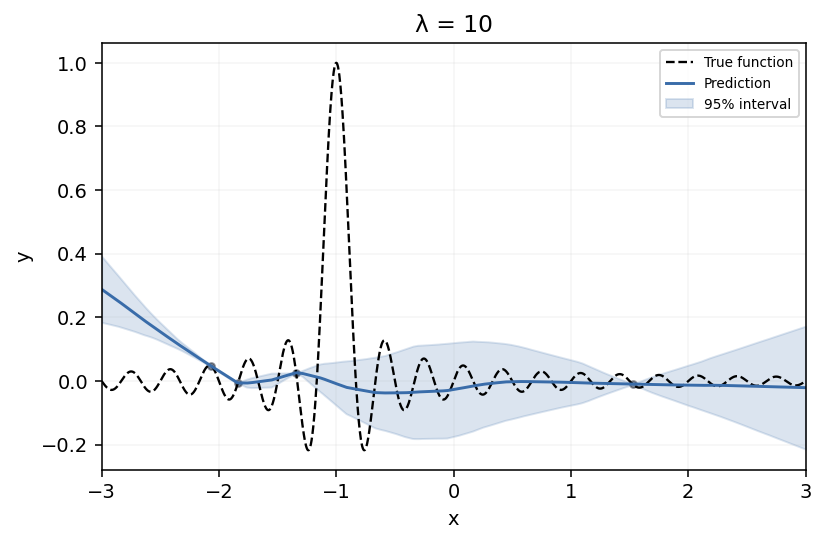 λ = 10
1.0
0.8
0.6
0.4
0.2
0.0
−0.2
y
True function
Prediction
95% interval
−3 −2 −1 0 1 2 3
x